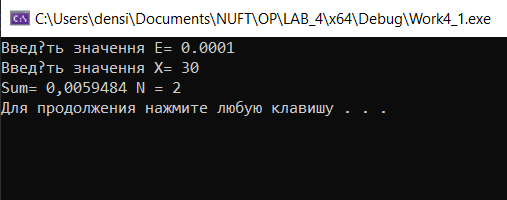 C:\Users\densi\Documents\NUFT\OP\LAB_4\x64\Debug\Work4_1.exe
Введ?ть значення E= 0.0001
Введ?ть значення X= 30
Sum= 0,0059484 N = 2
Для продолжения нажмите любую клавишу . . .